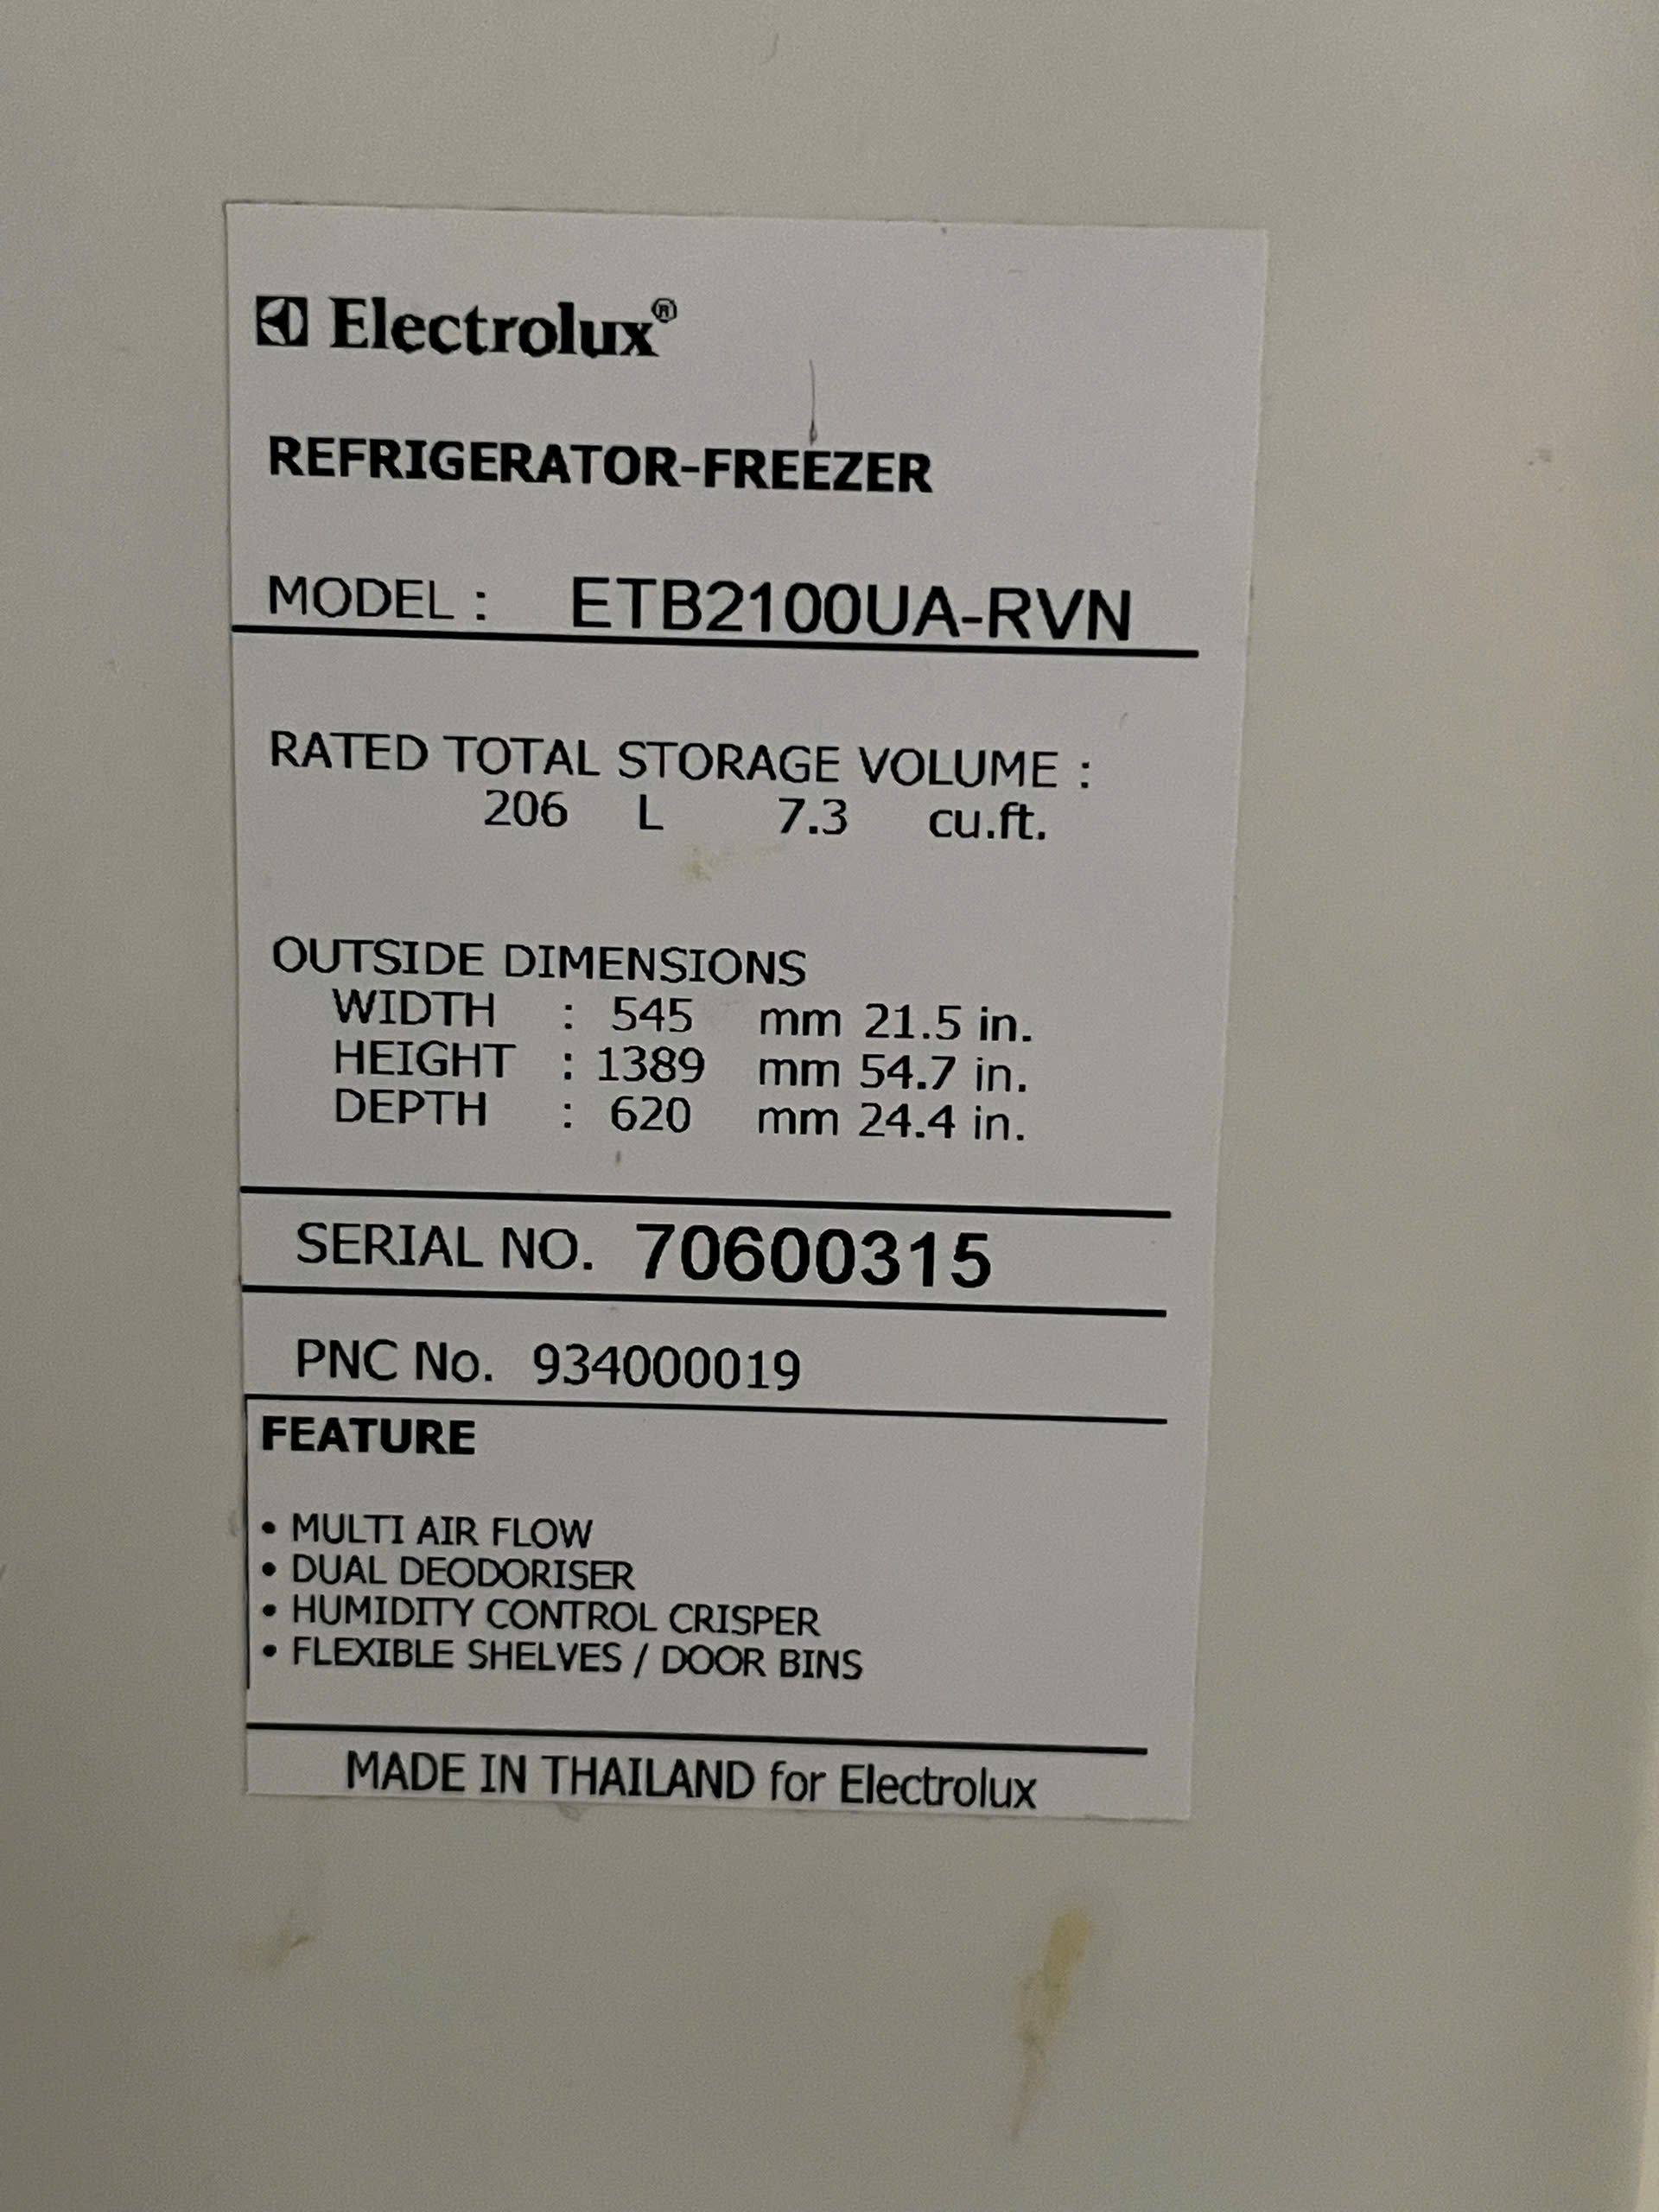 Electrolux®
REFRIGERATOR-FREEZER
MODEL : ETB2100UA-RVN
RATED TOTAL STORAGE VOLUME :
206 L 7.3 cu.ft.
OUTSIDE DIMENSIONS
WIDTH : 545 mm 21.5 in.
HEIGHT : 1389 mm 54.7 in.
DEPTH : 620 mm 24.4 in.
SERIAL NO. 70600315
PNC No. 934000019
FEATURE
• MULTI AIR FLOW
• DUAL DEODORISER
• HUMIDITY CONTROL CRISPER
• FLEXIBLE SHELVES / DOOR BINS
MADE IN THAILAND for Electrolux